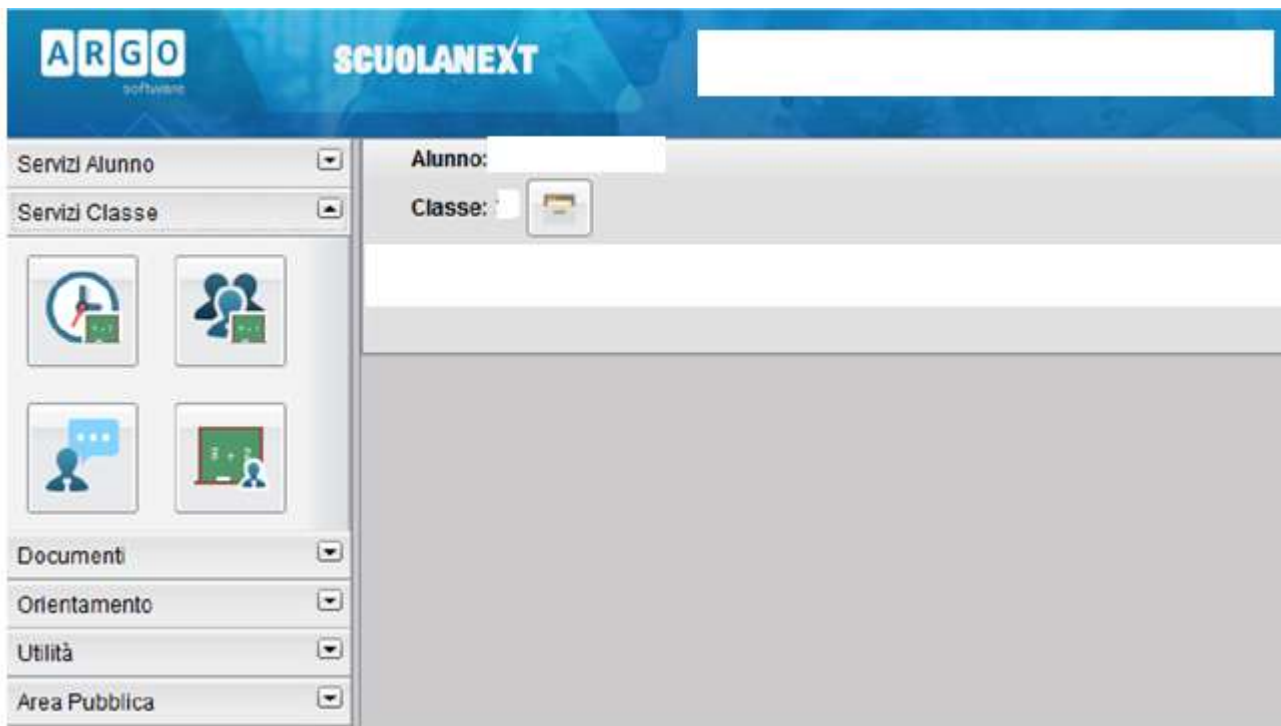 ARGO
software
SCUOLANEXT
Servizi Alunno
Alunno:
Servizi Classe
Classe:
Documenti
Orientamento
Utilità
Area Pubblica